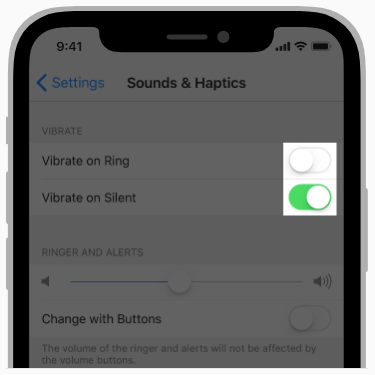 9:41
Settings
Sounds & Haptics
VIBRATE
Vibrate on Ring
Vibrate on Silent
RINGER AND ALERTS
Change with Buttons
The volume of the ringer and alerts will not be affected by
the volume buttons.